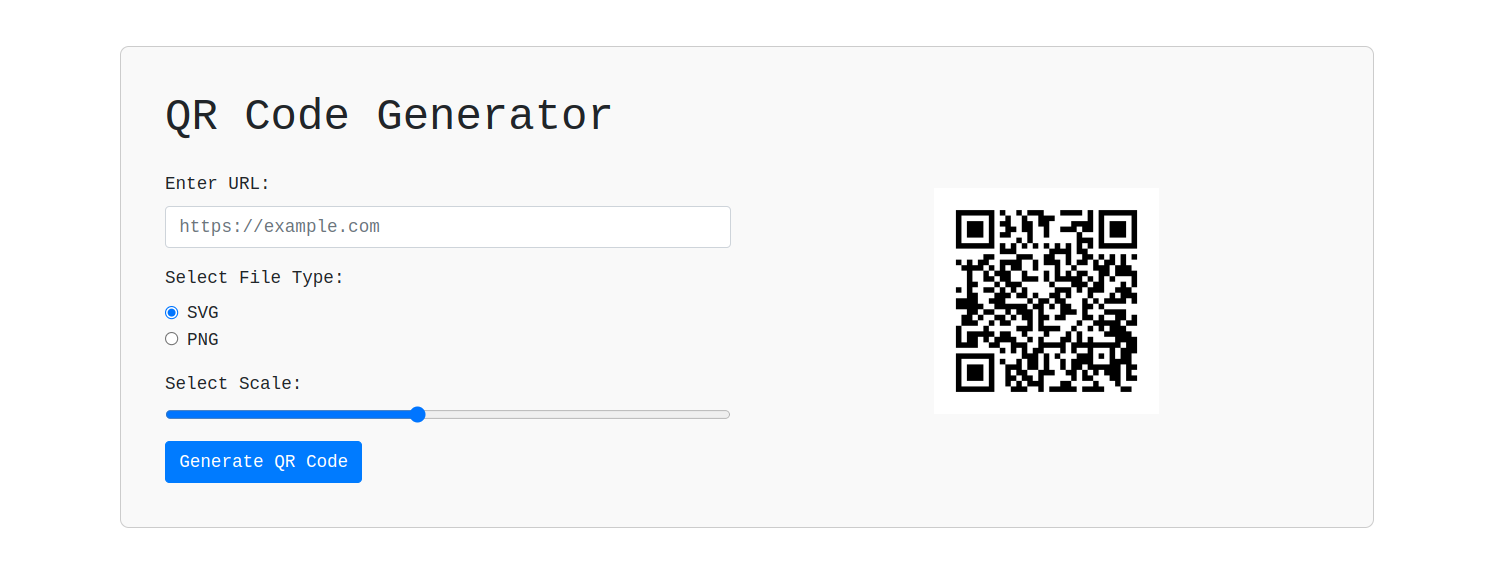 QR Code Generator
Enter URL:
https://example.com
Select File Type:
SVG
PNG
Select Scale:
Generate QR Code